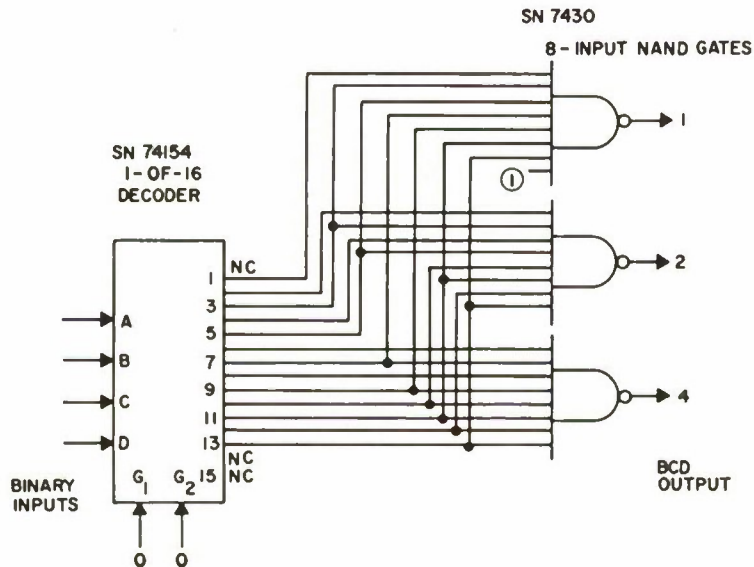 SN 7430
8-INPUT NAND GATES
1
SN 74154
1-OF-16
DECODER
1
NC
1
2
3
A
5
B
7
9
C
4
11
D
13
NC
BINARY
INPUTS
G1
G2
15
NC
BCD
OUTPUT
0
0